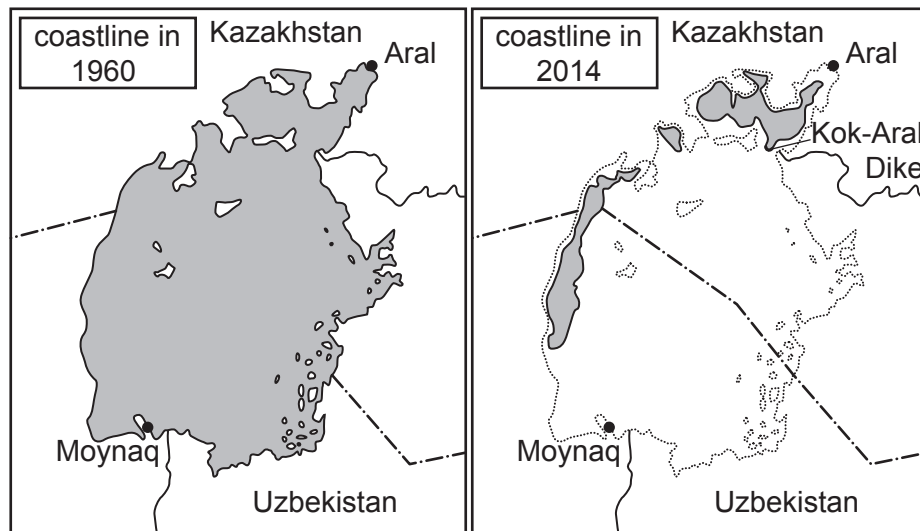 coastline in
1960
Kazakhstan
Aral
Moynaq
Uzbekistan
coastline in
2014
Kazakhstan
Aral
Kok-Aral
Dike
Moynaq
Uzbekistan